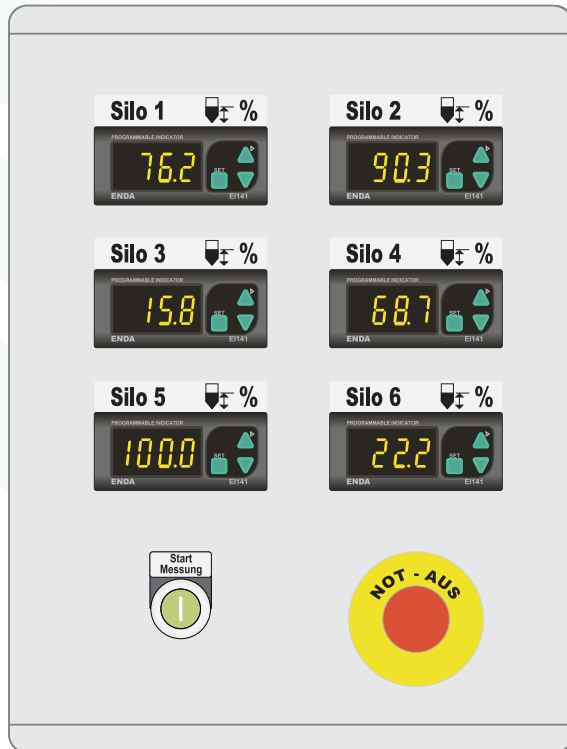 Silo 1 %
Silo 2 %
PROGRAMMABLE INDICATOR
76.2
SET
ENDA EI141
PROGRAMMABLE INDICATOR
90.3
SET
ENDA EI141
Silo 3 %
Silo 4 %
PROGRAMMABLE INDICATOR
15.8
SET
ENDA EI141
PROGRAMMABLE INDICATOR
68.7
SET
ENDA EI141
Silo 5 %
Silo 6 %
PROGRAMMABLE INDICATOR
100.0
SET
ENDA EI141
PROGRAMMABLE INDICATOR
22.2
SET
ENDA EI141
Start
Messung
NOT - AUS